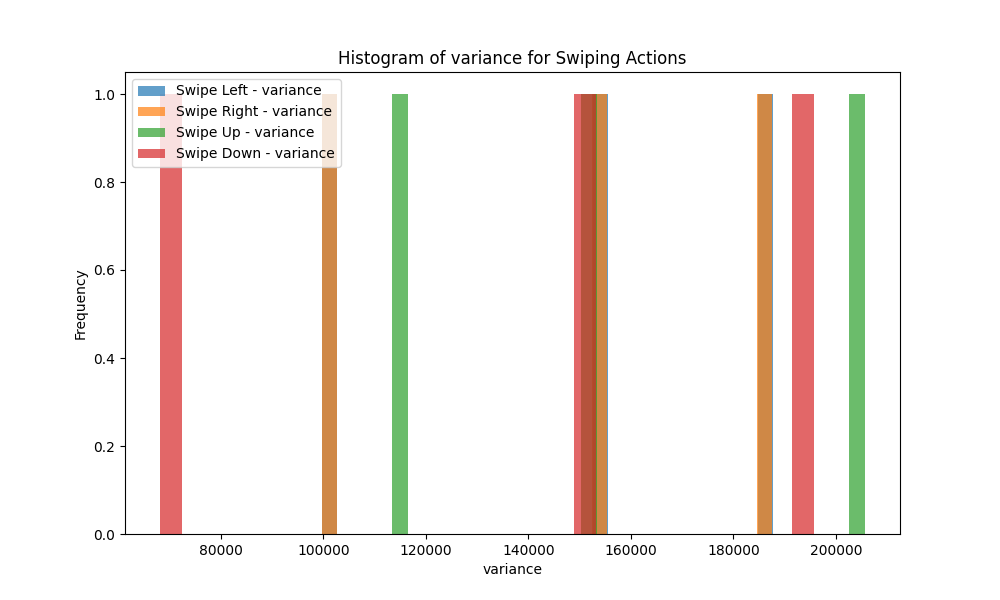 Histogram of variance for Swiping Actions
Swipe Left - variance
Swipe Right - variance
Swipe Up - variance
Swipe Down - variance
1.0
0.8
0.6
0.4
0.2
0.0
Frequency
80000 100000 120000 140000 160000 180000 200000
variance